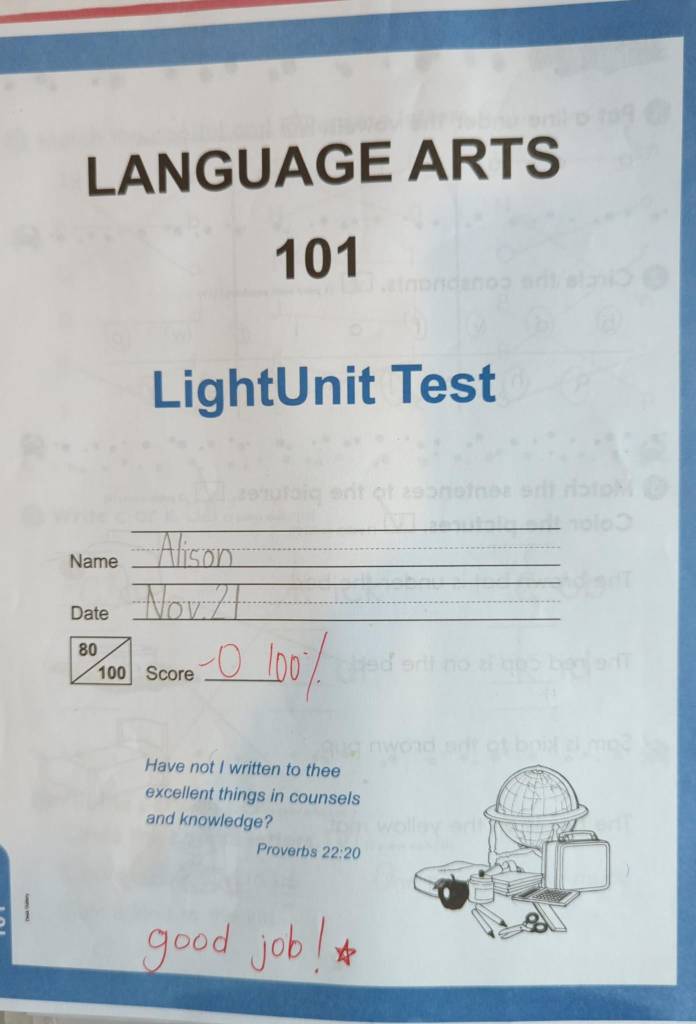 LANGUAGE ARTS
101
LightUnit Test
Name Alison
Date Nov. 21
80
100 Score -0 100%
Have not I written to thee
excellent things in counsels
and knowledge?
Proverbs 22:20
good job!